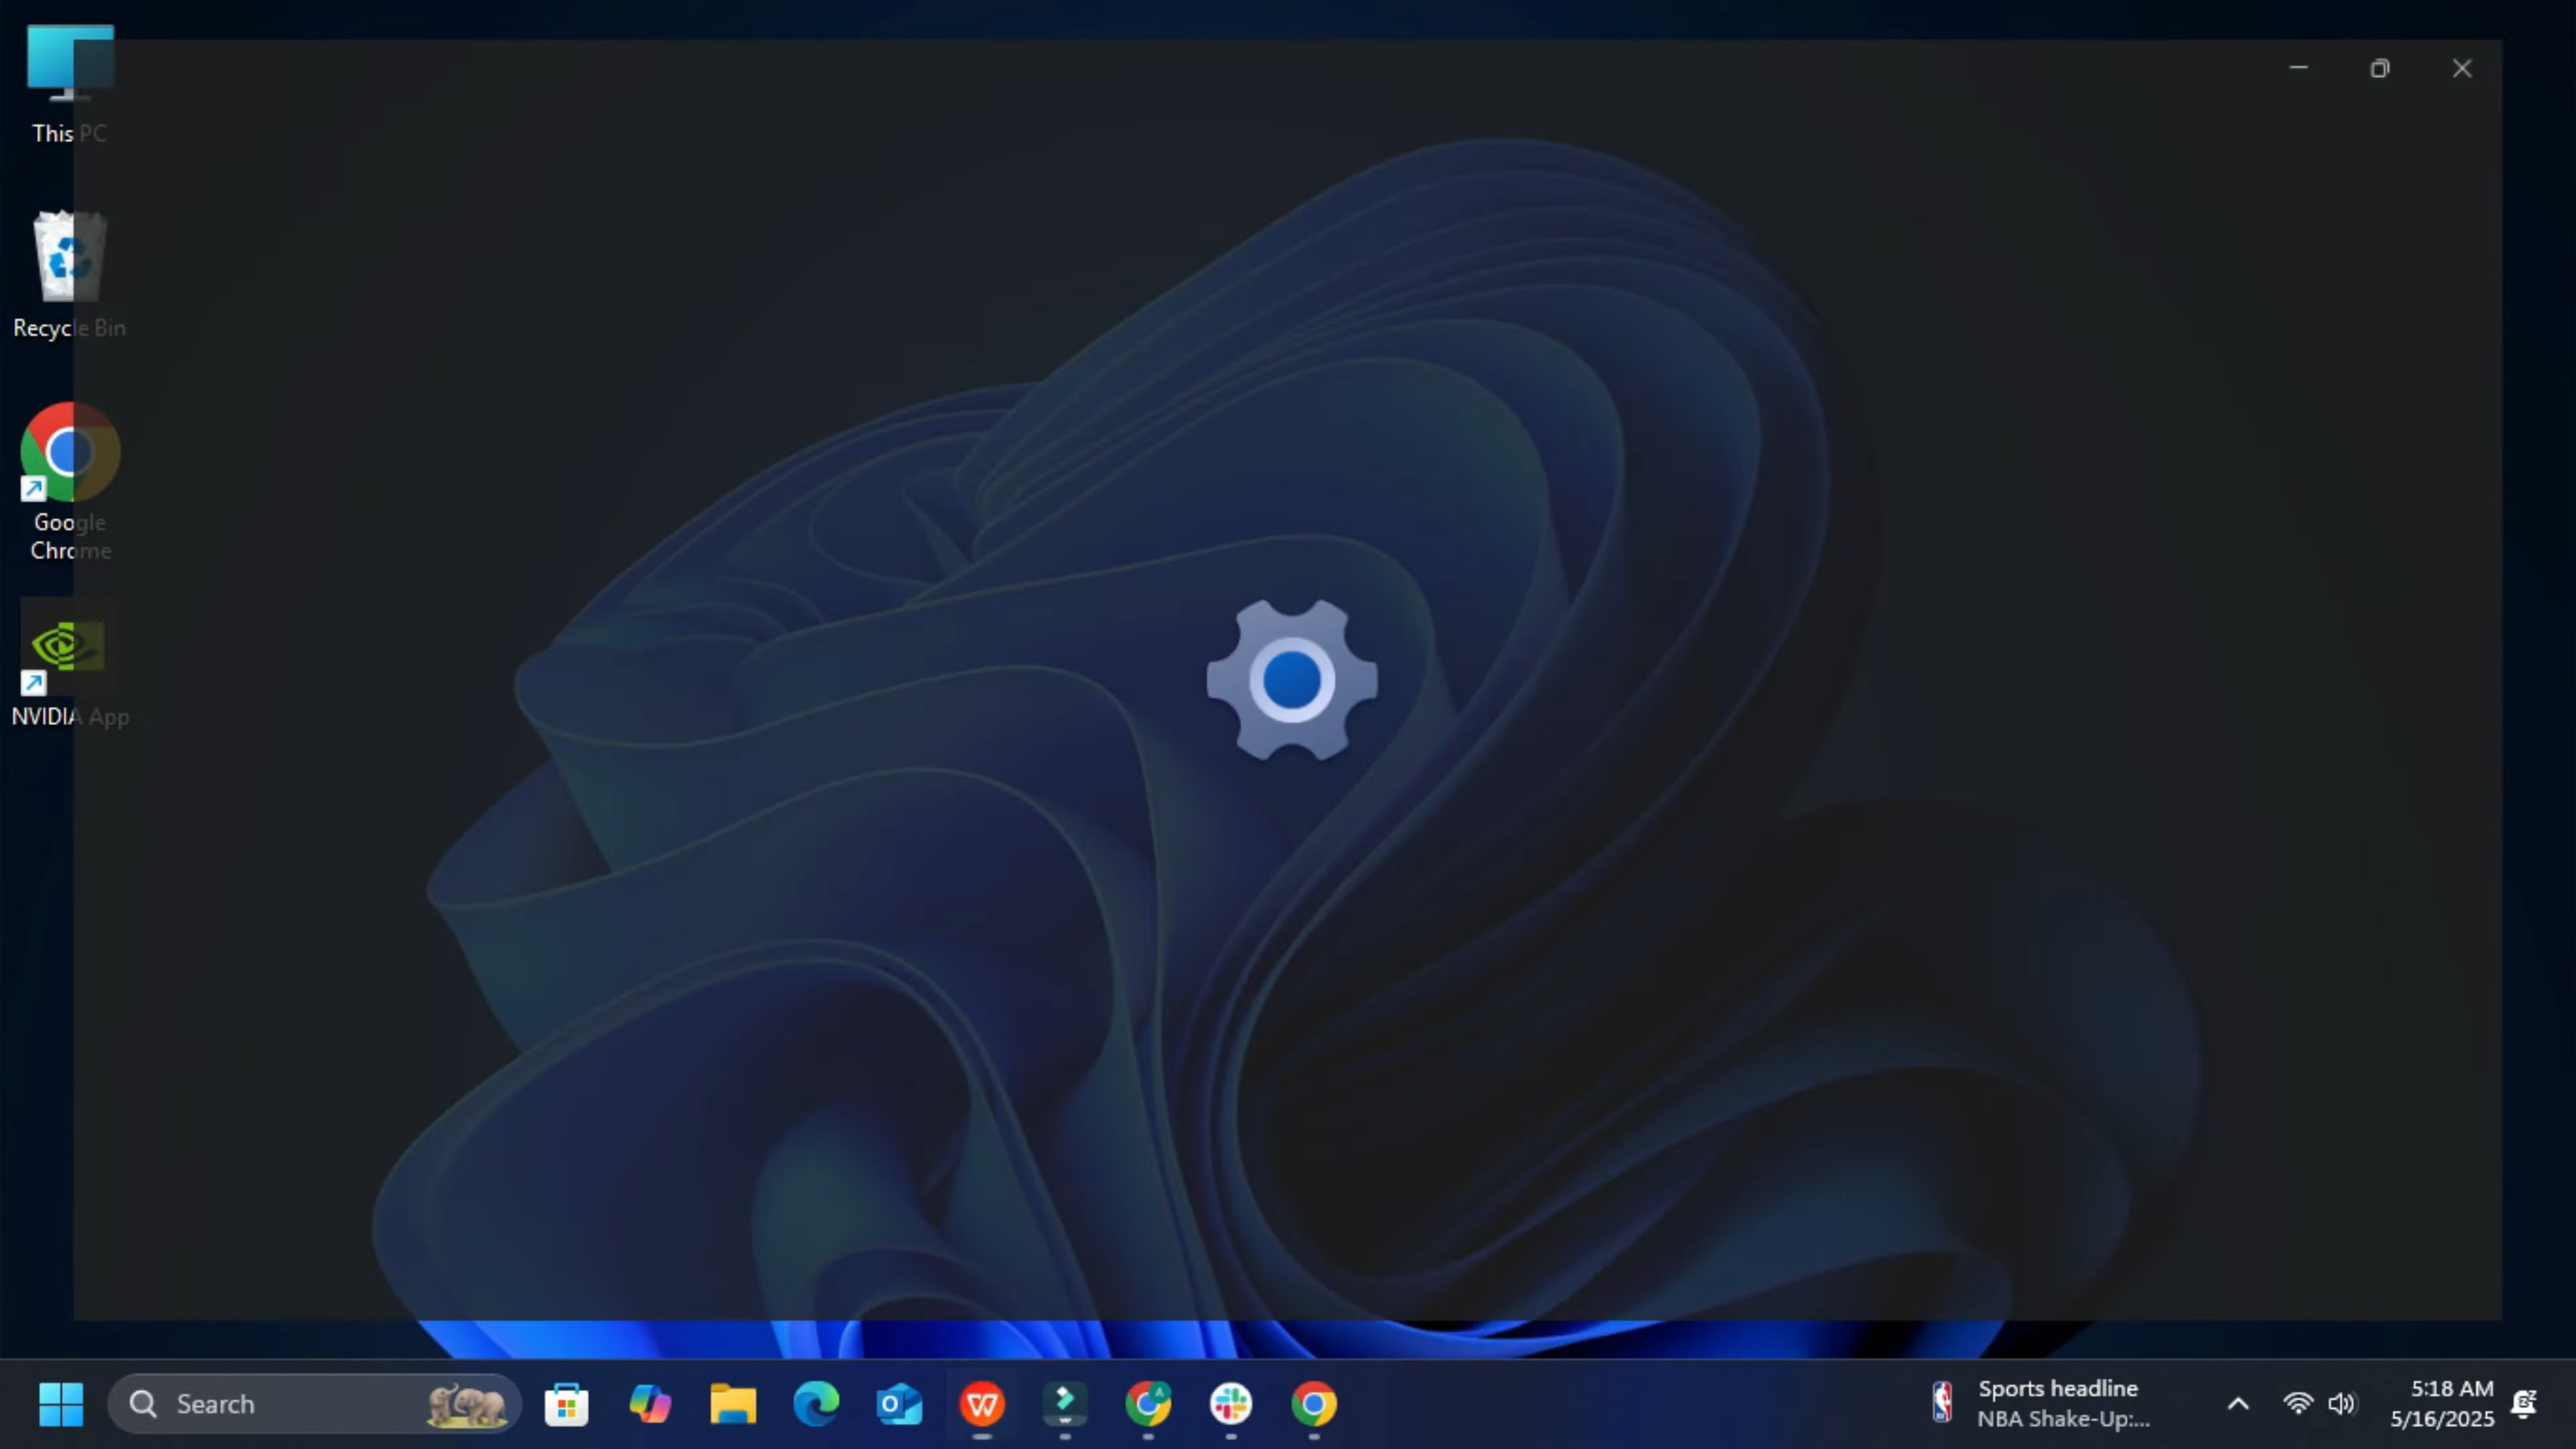 This PC
Recycle Bin
Google
Chrome
NVIDIA App
Search
Sports headline
NBA Shake-Up:...
5:18 AM
5/16/2025